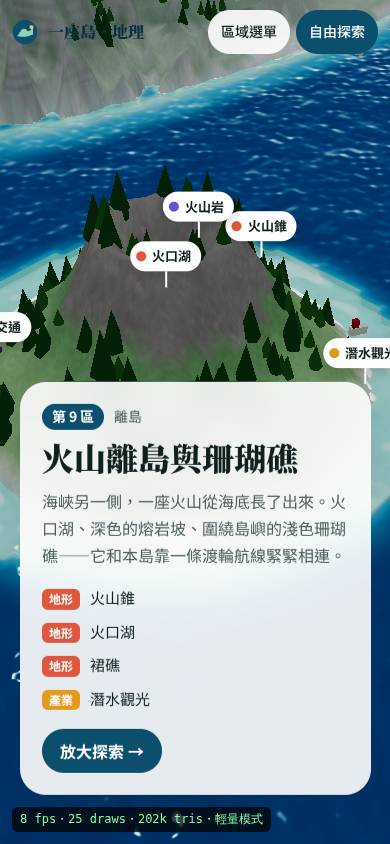 一座島 地理
區域選單
自由探索
火山岩
火山錐
火口湖
交通
潛水觀光
第 9 區
離島
火山離島與珊瑚礁
海峽另一側，一座火山從海底長了出來。火
口湖、深色的熔岩坡、圍繞島嶼的淺色珊瑚
礁——它和本島靠一條渡輪航線緊緊相連。
地形 火山錐
地形 火口湖
地形 裙礁
產業 潛水觀光
放大探索 →
8 fps · 25 draws · 202k tris · 輕量模式